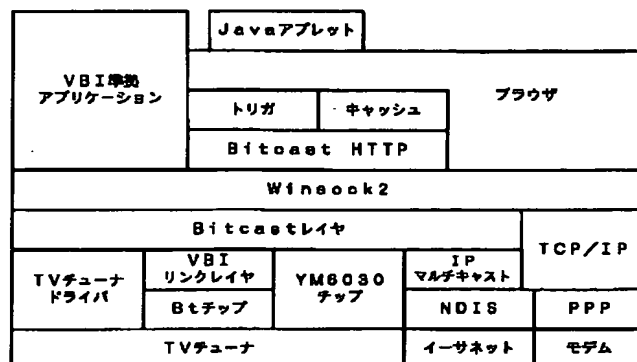 Javaアプレット
VBI準拠
アプリケーション
ブラウザ
トリガ
キャッシュ
Bitcast HTTP
Winsock2
Bitcastレイヤ
TCP/IP
TVチューナ
ドライバ
VBI
リンクレイヤ
YM6030
チップ
IP
マルチキャスト
Btチップ
NDIS
PPP
TVチューナ
イーサネット
モデム